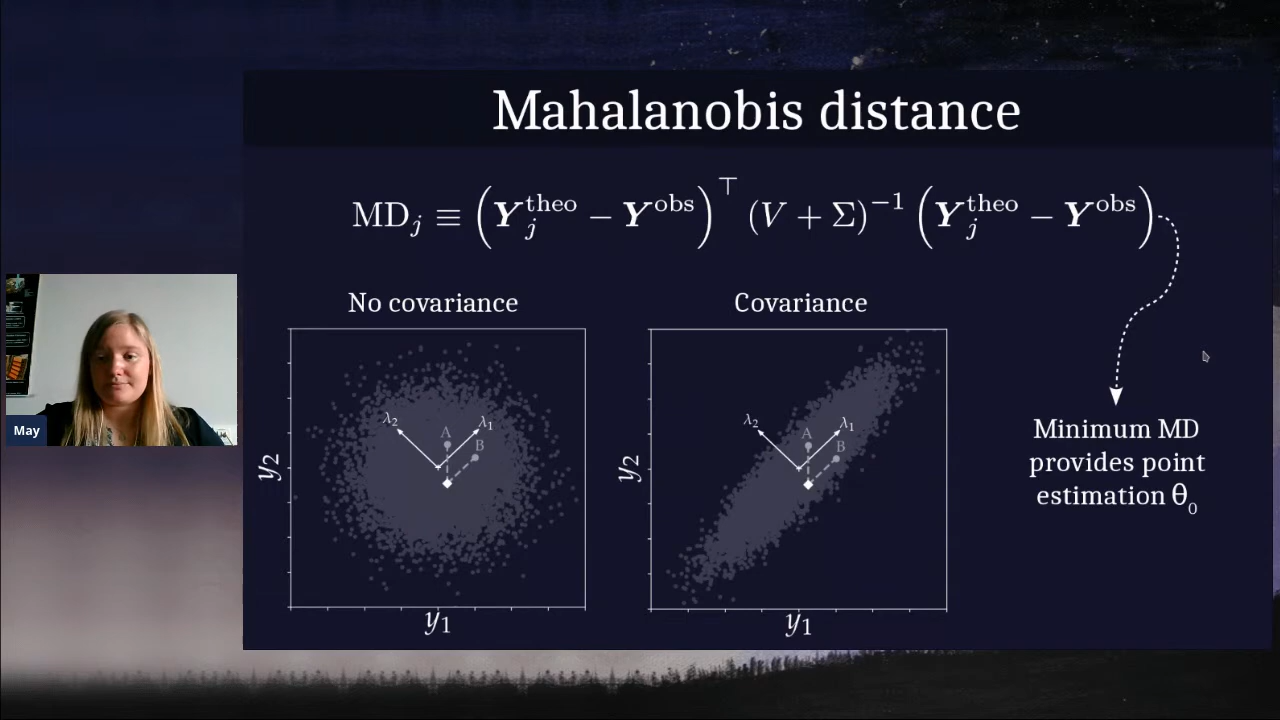 Mahalanobis distance
MD_j ≡ (Y_j^theo − Y^obs)^⊤ (V + Σ)^−1 (Y_j^theo − Y^obs)
No covariance
Covariance
λ2
λ1
A
B
y2
y1
λ2
λ1
A
B
y2
y1
Minimum MD
provides point
estimation θ0
May